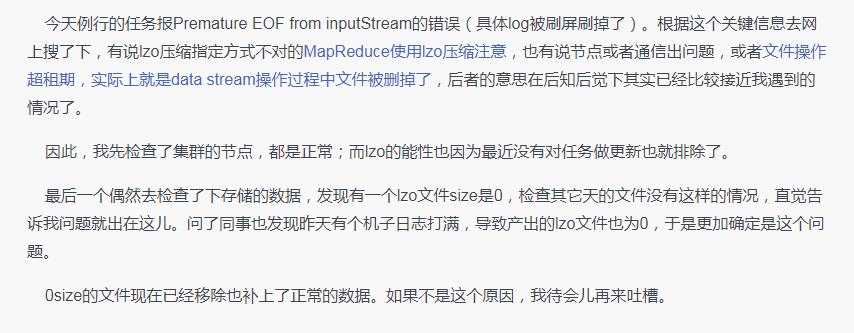 今天例行的任务报Premature EOF from inputStream的错误（具体log被刷屏刷掉了）。根据这个关键信息去网
上搜了下，有说lzo压缩指定方式不对的MapReduce使用lzo压缩注意，也有说节点或者通信出问题，或者文件操作
超租期，实际上就是data stream操作过程中文件被删掉了，后者的意思在后知后觉下其实已经比较接近我遇到的
情况了。
因此，我先检查了集群的节点，都是正常；而lzo的能性也因为最近没有对任务做更新也就排除了。
最后一个偶然去检查了下存储的数据，发现有一个lzo文件size是0，检查其它天的文件没有这样的情况，直觉告
诉我问题就出在这儿。问了同事也发现昨天有个机子日志打满，导致产出的lzo文件也为0，于是更加确定是这个问
题。
0size的文件现在已经移除也补上了正常的数据。如果不是这个原因，我待会儿再来吐槽。